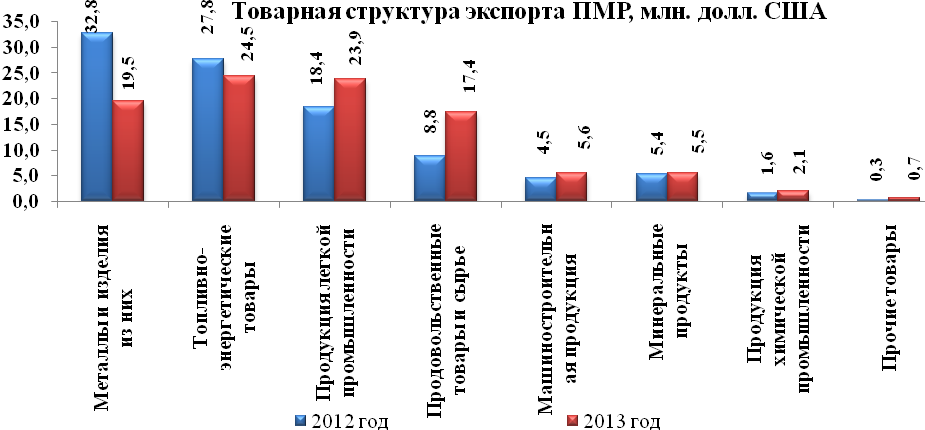 Товарная структура экспорта ПМР, млн. долл. США
35,0
30,0
25,0
20,0
15,0
10,0
5,0
0,0
32,8
19,5
27,8
24,5
18,4
23,9
8,8
17,4
4,5
5,6
5,4
5,5
1,6
2,1
0,3
0,7
Металлы и изделия
из них
Топливно-
энергетические
товары
Продукция легкой
промышленности
Продовольственные
товары и сырье
Машиностроительн
ая продукция
Минеральные
продукты
Продукция
химической
промышленности
Прочие товары
2012 год
2013 год